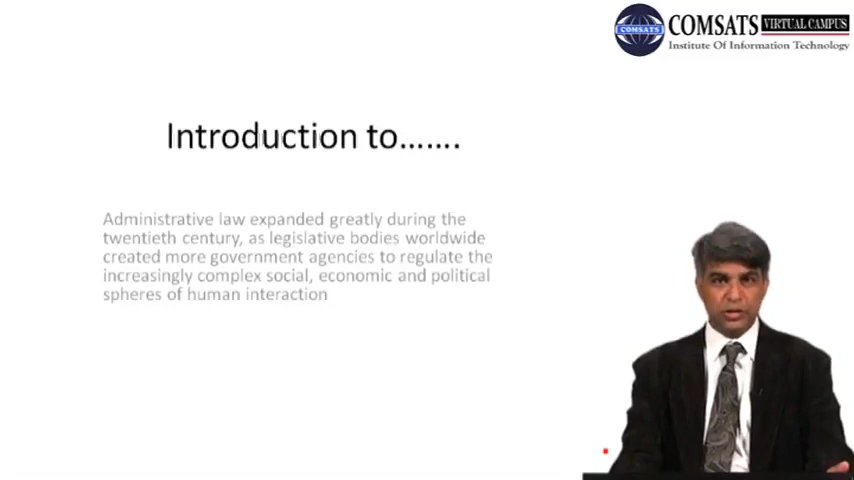 COMSATS VIRTUAL CAMPUS
COMSATS
Institute Of Information Technology
Introduction to.......
Administrative law expanded greatly during the
twentieth century, as legislative bodies worldwide
created more government agencies to regulate the
increasingly complex social, economic and political
spheres of human interaction